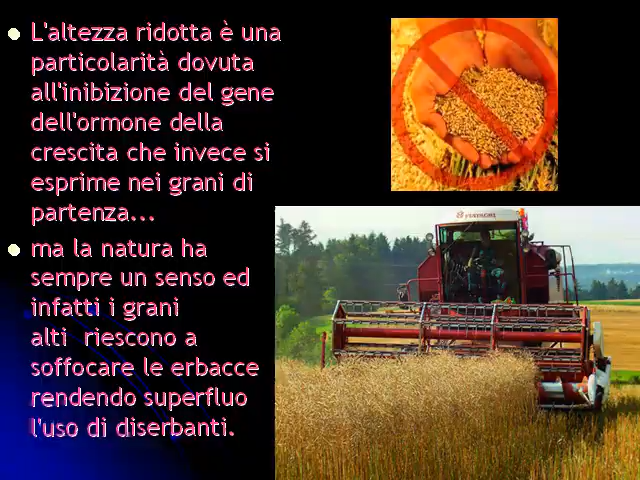 L'altezza ridotta è una
particolarità dovuta
all'inibizione del gene
dell'ormone della
crescita che invece si
esprime nei grani di
partenza...
ma la natura ha
sempre un senso ed
infatti i grani
alti riescono a
soffocare le erbacce
rendendo superfluo
l'uso di diserbanti.